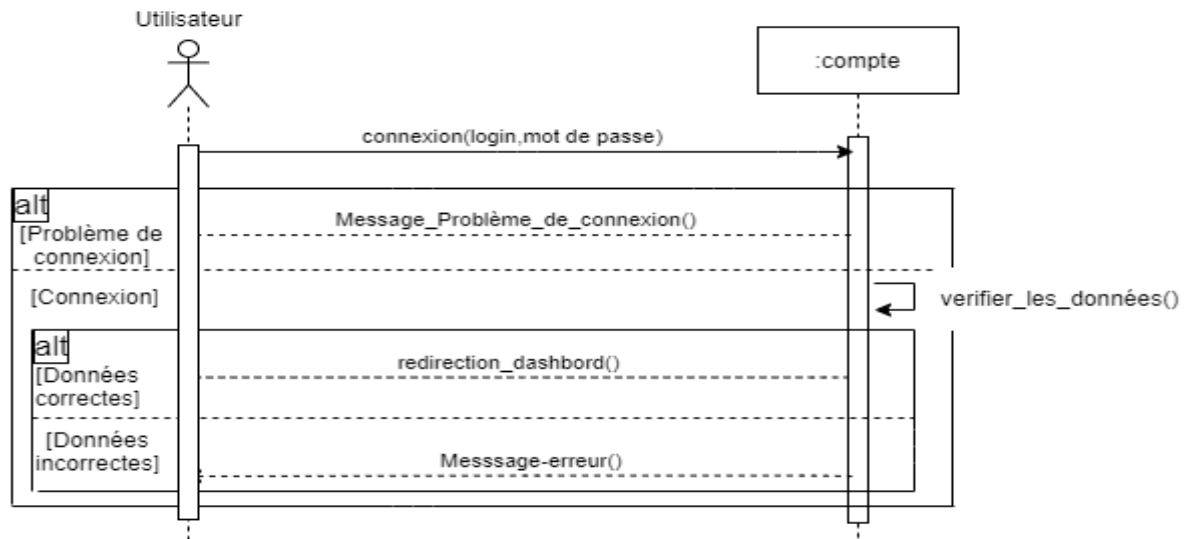 Utilisateur
:compte
connexion(login,mot de passe)
alt
Message_Problème_de_connexion()
[Problème de
connexion]
[Connexion]
verifier_les_données()
alt
redirection_dashbord()
[Données
correctes]
[Données
incorrectes]
Messsage-erreur()